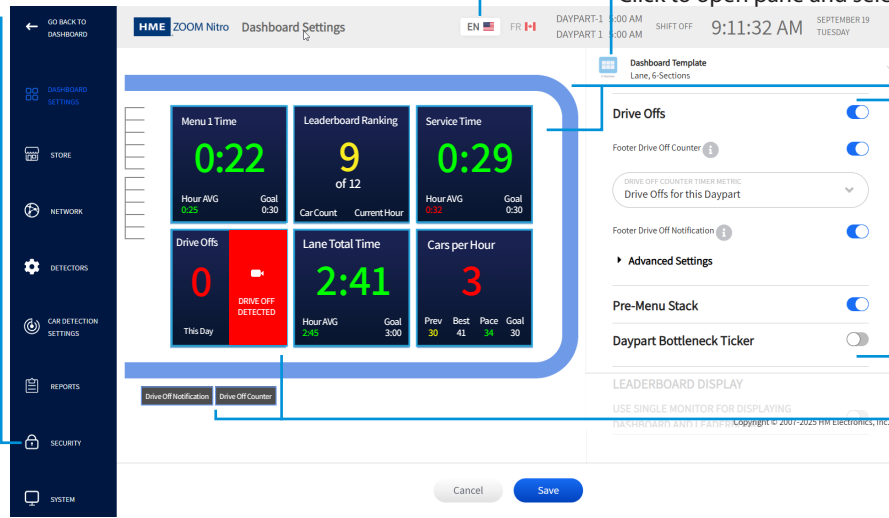 Click to open pane and sele
GO BACK TO
DASHBOARD
HME ZOOM Nitro Dashboard Settings
EN FR
DAYPART-1 5:00 AM
DAYPART 1 5:00 AM
SHIFT OFF
9:11:32 AM
SEPTEMBER 19
TUESDAY
DASHBOARD
SETTINGS
STORE
NETWORK
DETECTORS
CAR DETECTION
SETTINGS
REPORTS
SECURITY
SYSTEM
Menu 1 Time
0:22
Hour AVG Goal
0:25 0:30
Leaderboard Ranking
9
of 12
Car Count Current Hour
Service Time
0:29
Hour AVG Goal
0:32 0:30
Drive Offs
0
This Day
DRIVE OFF
DETECTED
Lane Total Time
2:41
Hour AVG Goal
2:45 3:00
Cars per Hour
3
Prev Best Pace Goal
30 41 34 30
Drive Off Notification Drive Off Counter
Dashboard Template
Lane, 6-Sections
Drive Offs
Footer Drive Off Counter
DRIVE OFF COUNTER TIMER METRIC
Drive Offs for this Daypart
Footer Drive Off Notification
Advanced Settings
Pre-Menu Stack
Daypart Bottleneck Ticker
LEADERBOARD DISPLAY
USE SINGLE MONITOR FOR DISPLAYING
DASHBOARD AND
Copyright © 2007-2025 HM Electronics, Inc.
Cancel Save